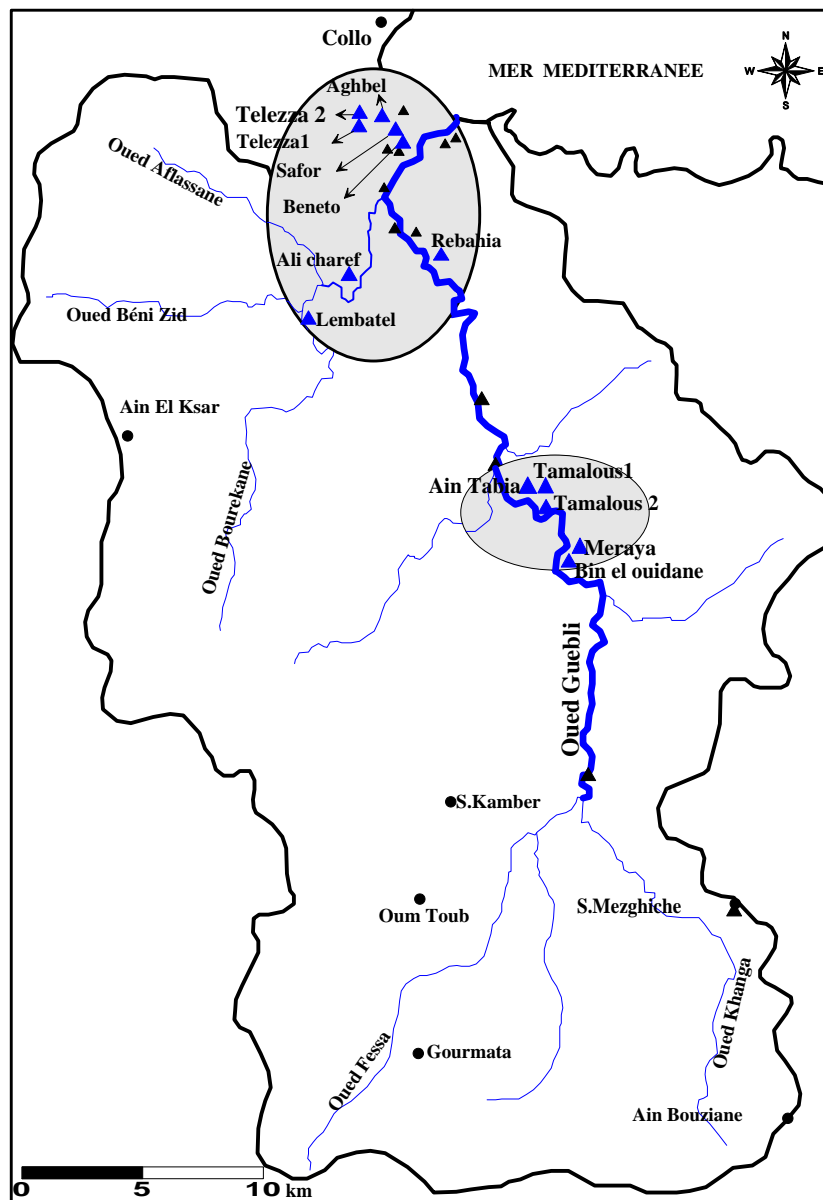 Collo
N
MER MEDITERRANEE
W
E
S
Aghbel
Telezza 2
Telezza1
Oued Aflassane
Safor
Beneto
Rebahia
Ali charef
Oued Béni Zid
Lembatel
Ain El Ksar
Tamalous1
Ain Tabia
Tamalous 2
Oued Bourekane
Meraya
Bin el ouidane
Oued Guebli
S.Kamber
Oum Toub
S.Mezghiche
Oued Khanga
Oued Fessa
Gourmata
Ain Bouziane
0 5 10 km